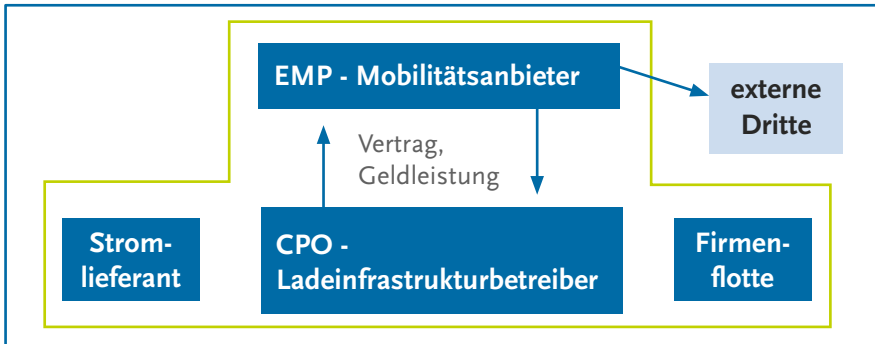 EMP - Mobilitätsanbieter
externe
Dritte
Vertrag,
Geldleistung
Strom-
lieferant
CPO -
Ladeinfrastrukturbetreiber
Firmen-
flotte